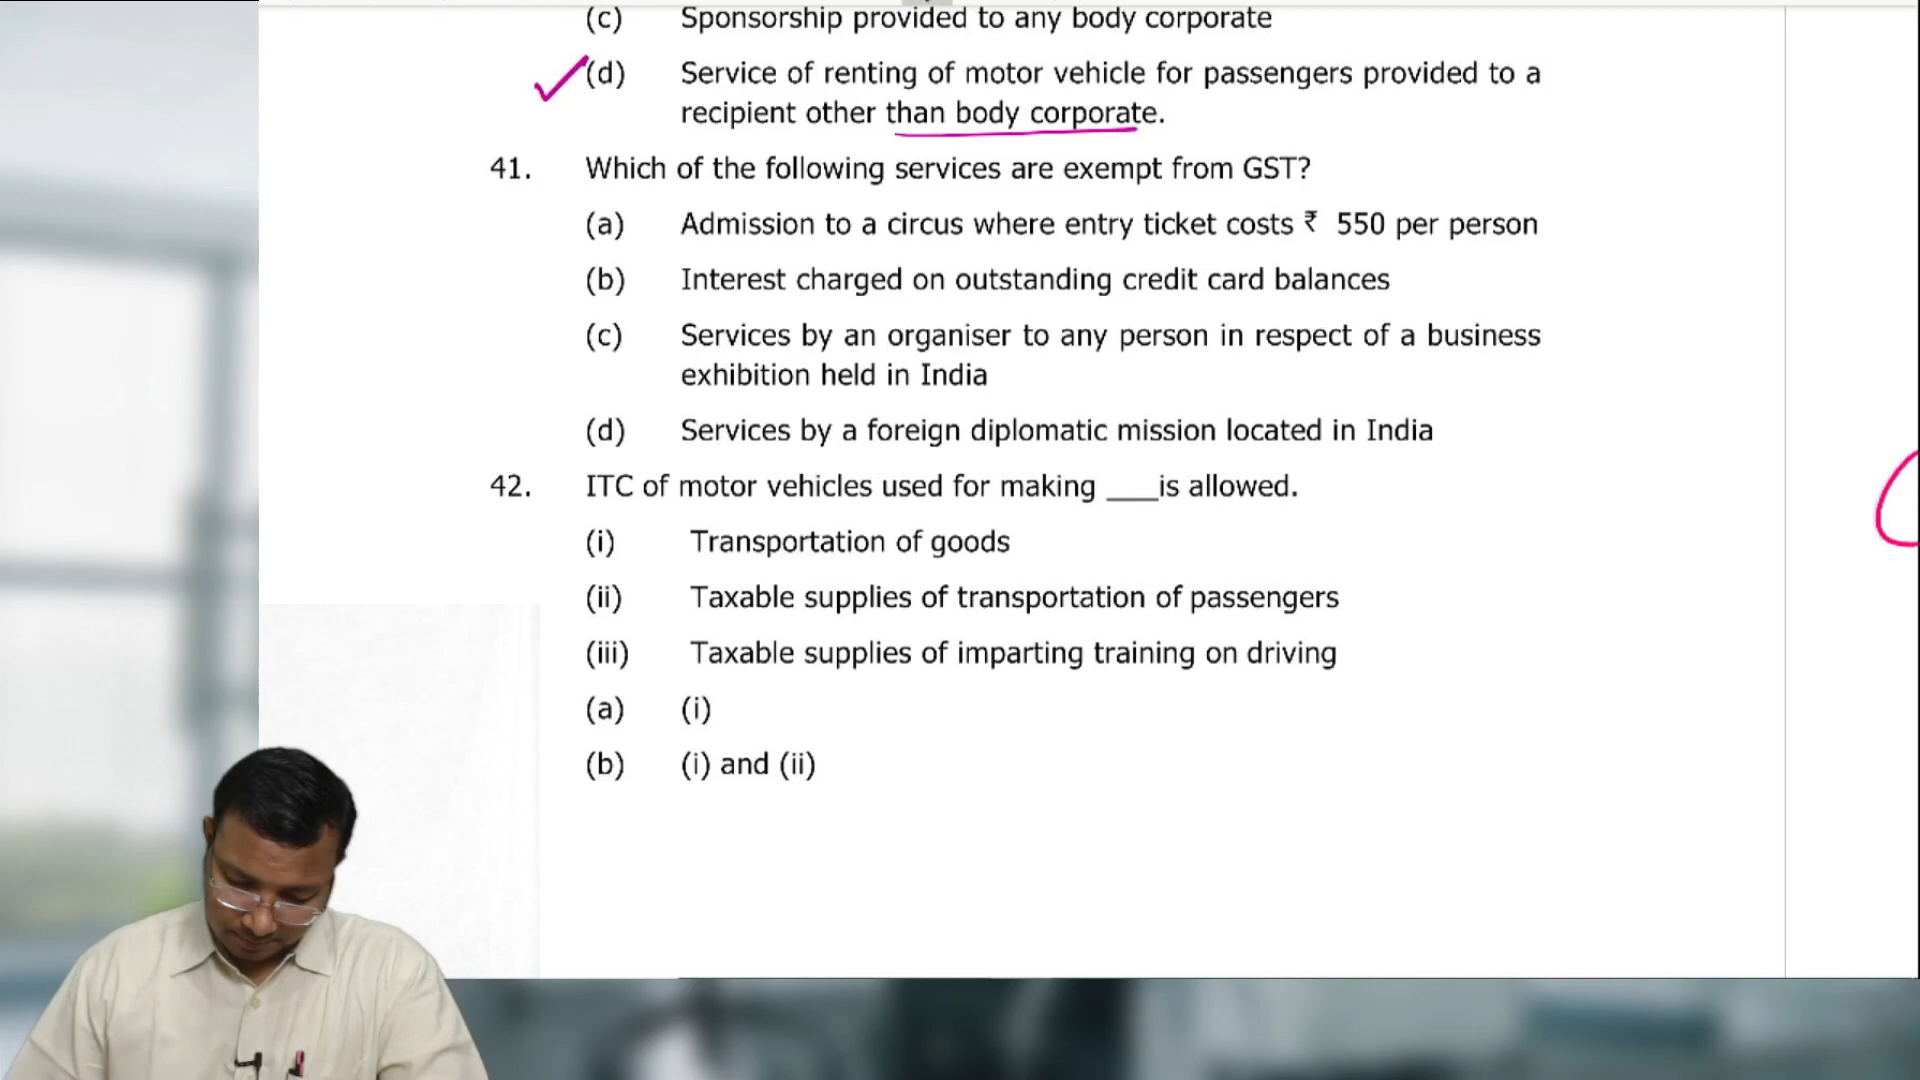 (c) Sponsorship provided to any body corporate
(d) Service of renting of motor vehicle for passengers provided to a
recipient other than body corporate.
41. Which of the following services are exempt from GST?
(a) Admission to a circus where entry ticket costs ₹ 550 per person
(b) Interest charged on outstanding credit card balances
(c) Services by an organiser to any person in respect of a business
exhibition held in India
(d) Services by a foreign diplomatic mission located in India
42. ITC of motor vehicles used for making ___is allowed.
(i) Transportation of goods
(ii) Taxable supplies of transportation of passengers
(iii) Taxable supplies of imparting training on driving
(a) (i)
(b) (i) and (ii)